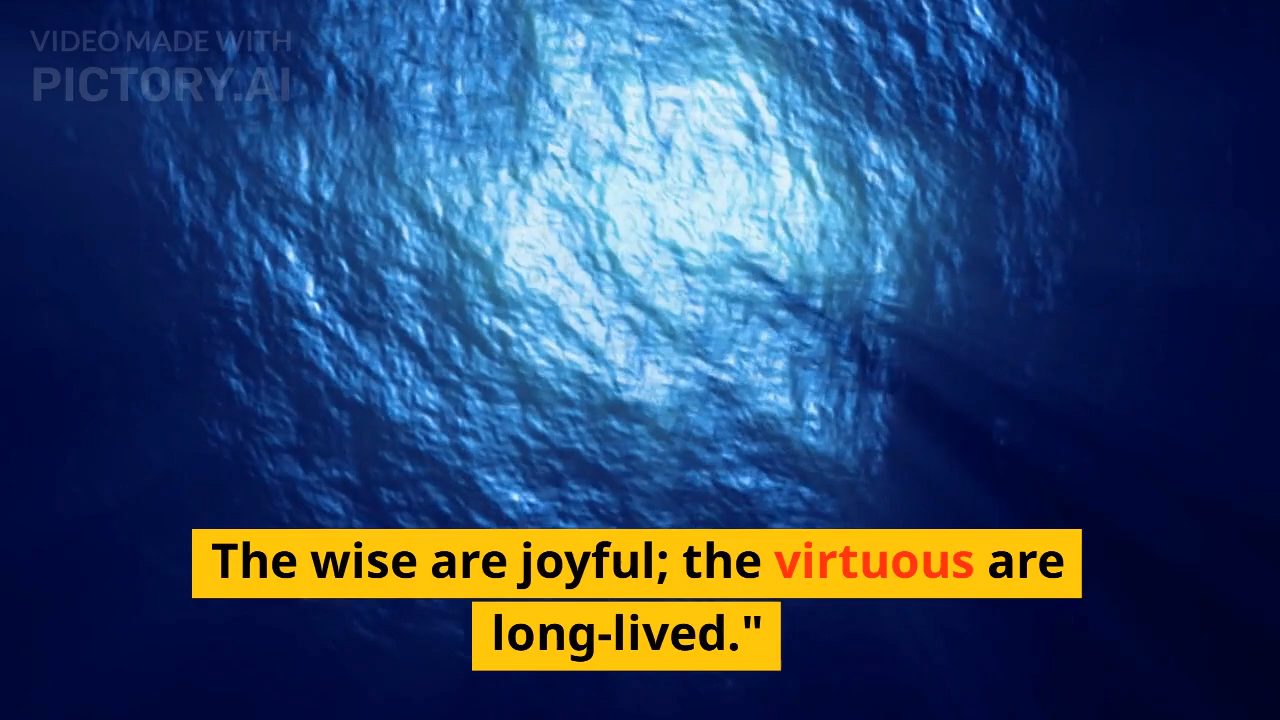 VIDEO MADE WITH
PICTORY.AI
The wise are joyful; the virtuous are
long-lived."